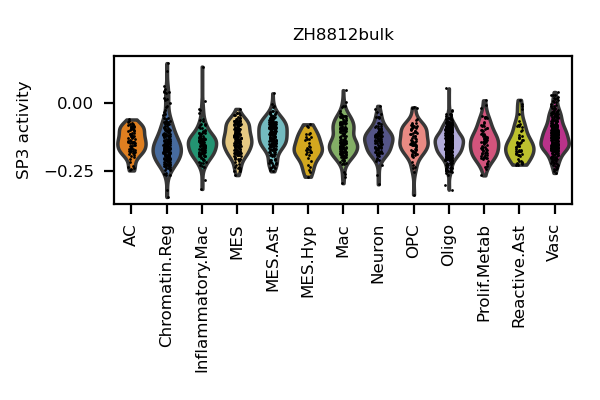 ZH8812bulk
SP3 activity
0.00
−0.25
AC
Chromatin.Reg
Inflammatory.Mac
MES
MES.Ast
MES.Hyp
Mac
Neuron
OPC
Oligo
Prolif.Metab
Reactive.Ast
Vasc